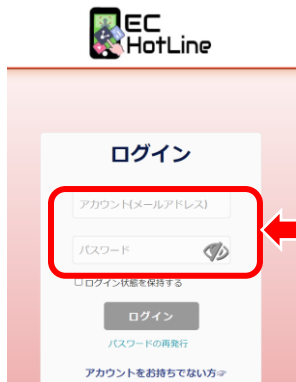 EC
HotLine
ログイン
アカウント(メールアドレス)
パスワード
ログイン状態を保持する
ログイン
パスワードの再発行
アカウントをお持ちでない方☞